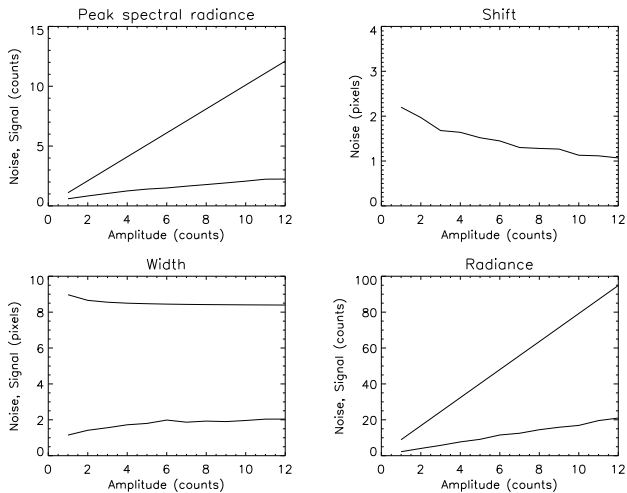 Peak spectral radiance
15
10
5
0
Noise, Signal (counts)
0 2 4 6 8 10 12
Amplitude (counts)
Shift
4
3
2
1
0
Noise (pixels)
0 2 4 6 8 10 12
Amplitude (counts)
Width
10
8
6
4
2
0
Noise, Signal (pixels)
0 2 4 6 8 10 12
Amplitude (counts)
Radiance
100
80
60
40
20
0
Noise, Signal (counts)
0 2 4 6 8 10 12
Amplitude (counts)